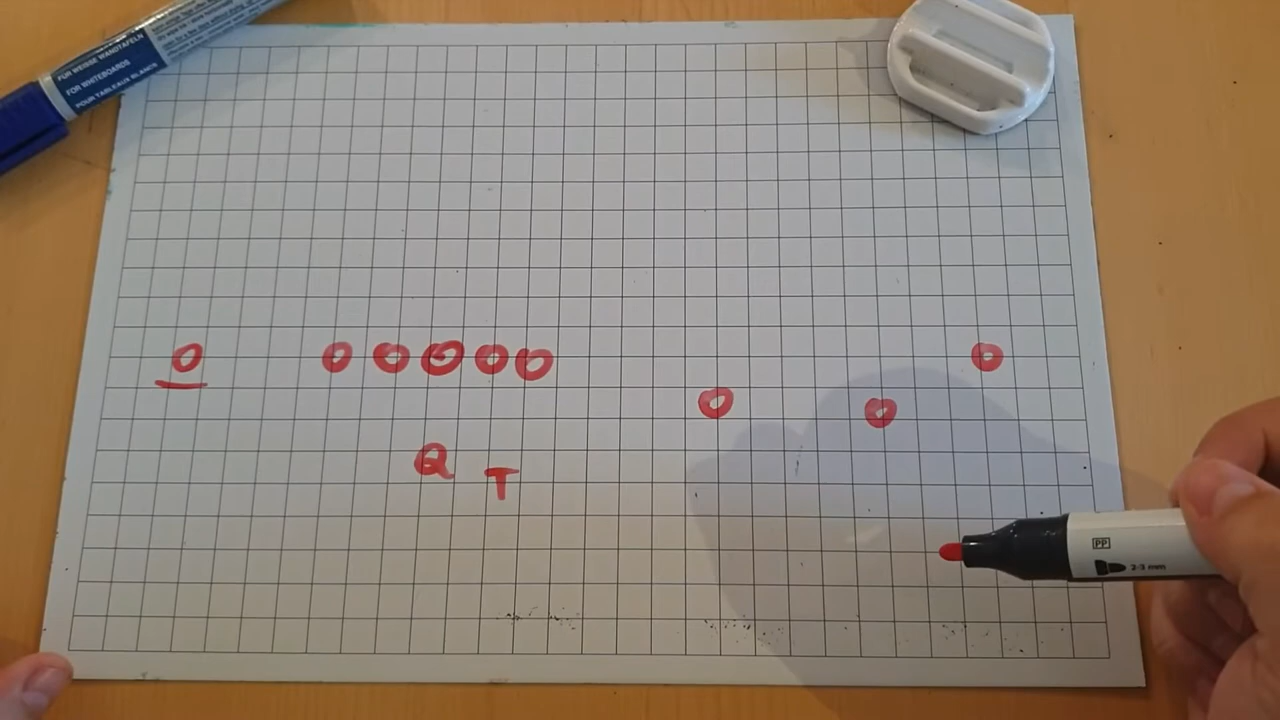 FÜR WEISSE WANDTAFELN
FOR WHITEBOARDS
POUR TABLEAUX BLANCS
O O O O O O O
O O
Q T
PP
2-3 mm